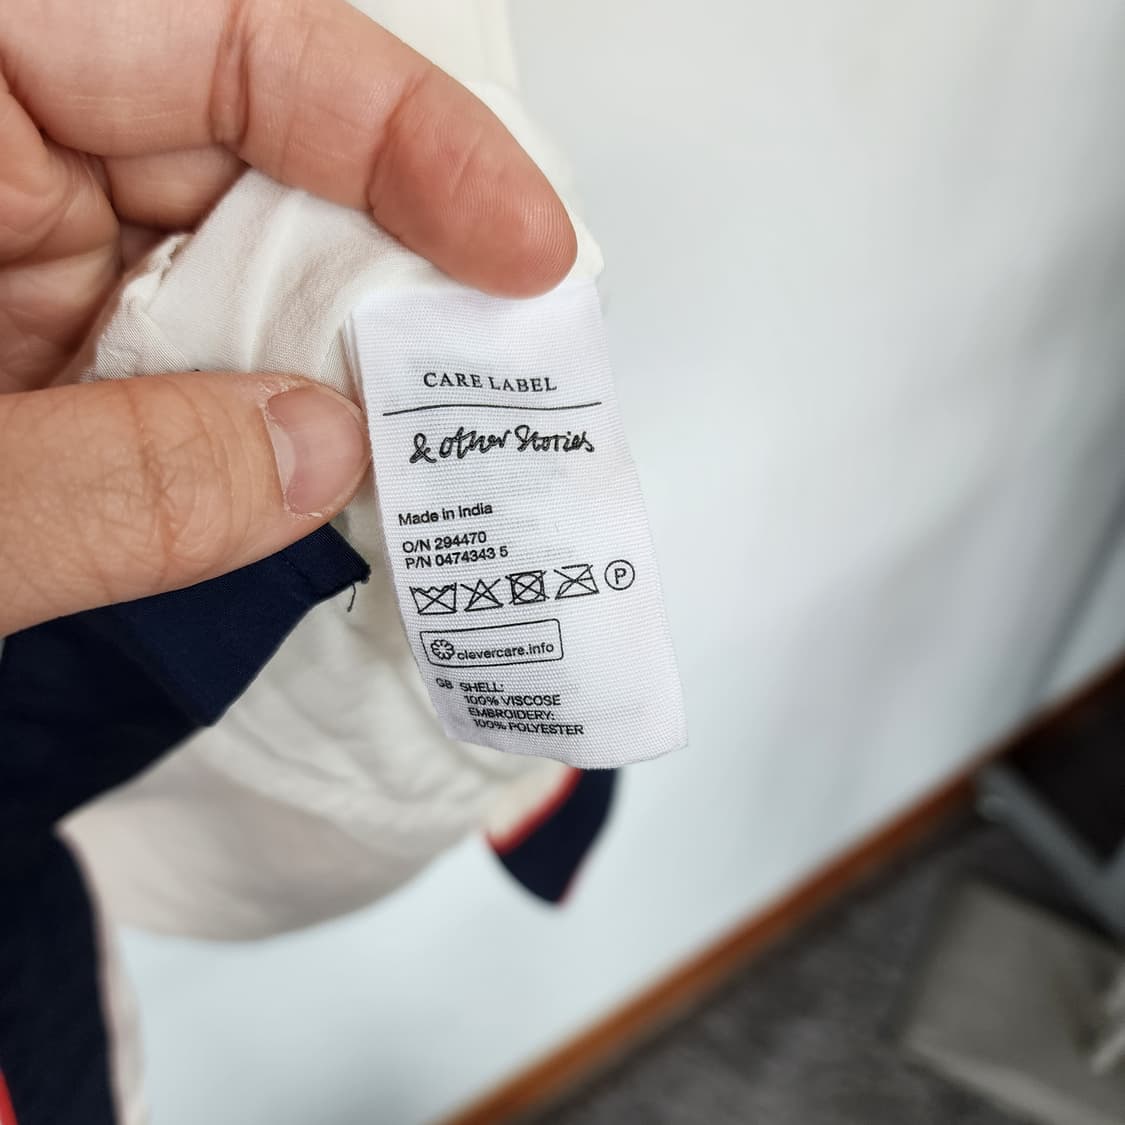 CARE LABEL
& other Stories
Made in India
O/N 294470
P/N 0474343 5
P
clevercare.info
GB SHELL:
100% VISCOSE
EMBROIDERY:
100% POLYESTER